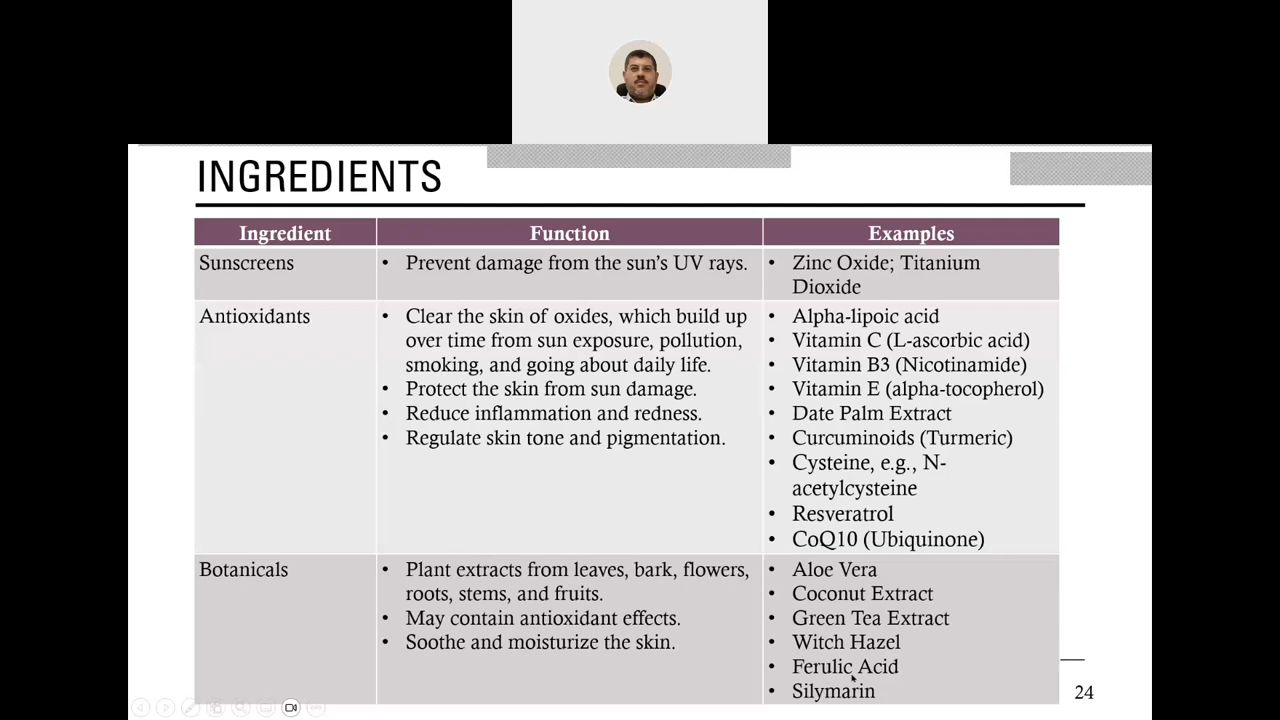 INGREDIENTS
Ingredient Function Examples
Sunscreens
• Prevent damage from the sun's UV rays.
• Zinc Oxide; Titanium
Dioxide
Antioxidants
• Clear the skin of oxides, which build up
over time from sun exposure, pollution,
smoking, and going about daily life.
• Protect the skin from sun damage.
• Reduce inflammation and redness.
• Regulate skin tone and pigmentation.
• Alpha-lipoic acid
• Vitamin C (L-ascorbic acid)
• Vitamin B3 (Nicotinamide)
• Vitamin E (alpha-tocopherol)
• Date Palm Extract
• Curcuminoids (Turmeric)
• Cysteine, e.g., N-
acetylcysteine
• Resveratrol
• CoQ10 (Ubiquinone)
Botanicals
• Plant extracts from leaves, bark, flowers,
roots, stems, and fruits.
• May contain antioxidant effects.
• Soothe and moisturize the skin.
• Aloe Vera
• Coconut Extract
• Green Tea Extract
• Witch Hazel
• Ferulic Acid
• Silymarin
24